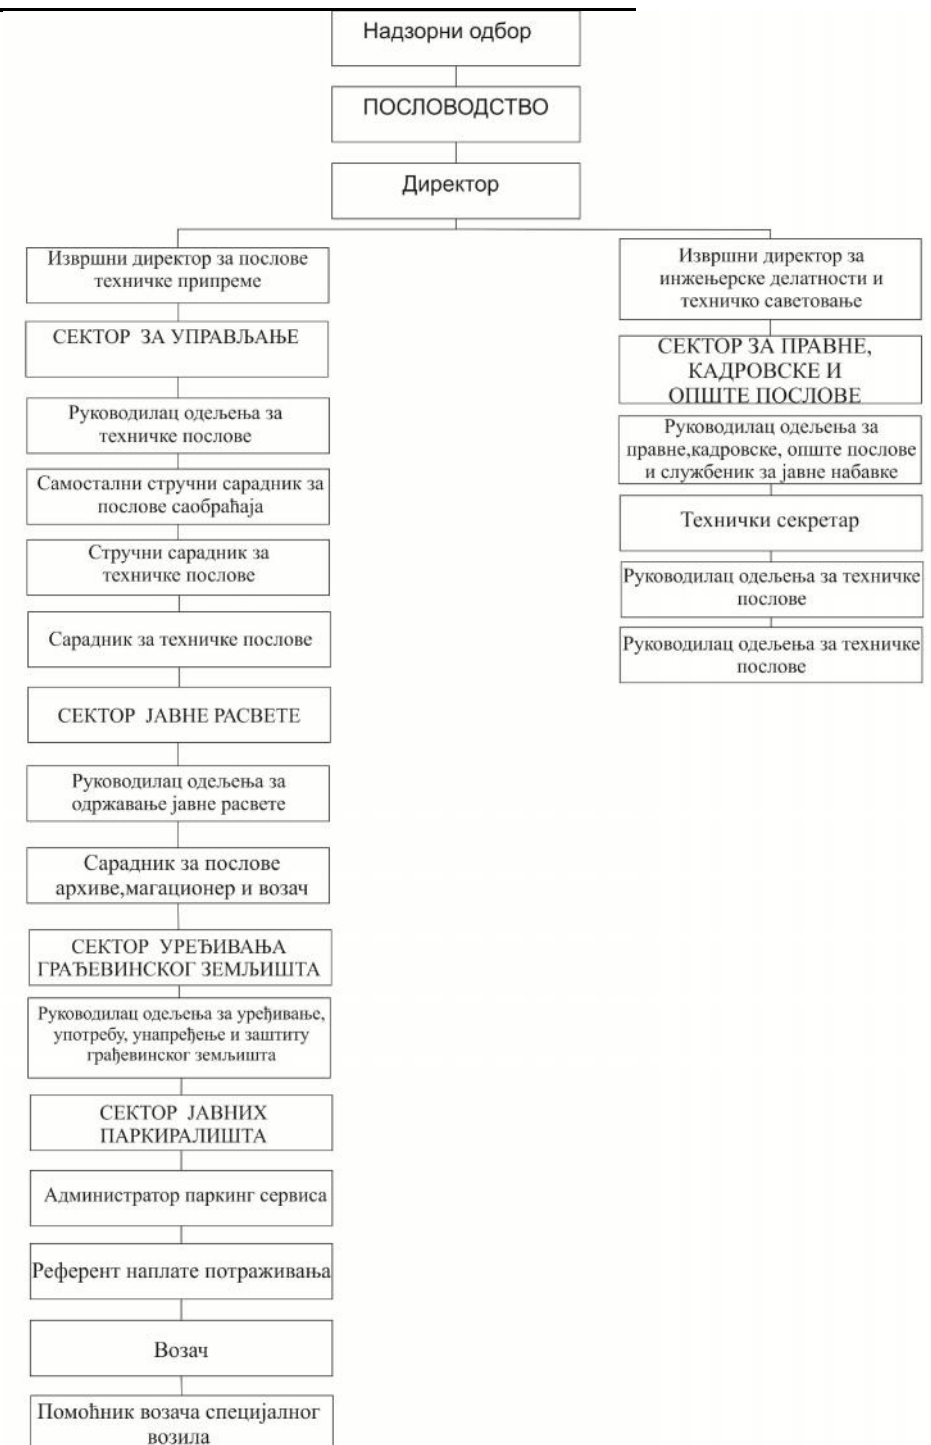 Надзорни одбор
ПОСЛОВОДСТВО
Директор
Извршни директор за послове
техничке припреме
СЕКТОР ЗА УПРАВЉАЊЕ
Руководилац одељења за
техничке послове
Самостални стручни сарадник за
послове саобраћаја
Стручни сарадник за
техничке послове
Сарадник за техничке послове
СЕКТОР ЈАВНЕ РАСВЕТЕ
Руководилац одељења за
одржавање јавне расвете
Сарадник за послове
архиве,магационер и возач
СЕКТОР УРЕЂИВАЊА
ГРАЂЕВИНСКОГ ЗЕМЉИШТА
Руководилац одељења за уређивање,
употребу, унапређење и заштиту
грађевинског земљишта
СЕКТОР ЈАВНИХ
ПАРКИРАЛИШТА
Администратор паркинг сервиса
Референт наплате потраживања
Возач
Помоћник возача специјалног
возила
Извршни директор за
инжењерске делатности и
техничко саветовање
СЕКТОР ЗА ПРАВНЕ,
КАДРОВСКЕ И
ОПШТЕ ПОСЛОВЕ
Руководилац одељења за
правне,кадровске, опште послове
и службеник за јавне набавке
Технички секретар
Руководилац одељења за техничке
послове
Руководилац одељења за техничке
послове